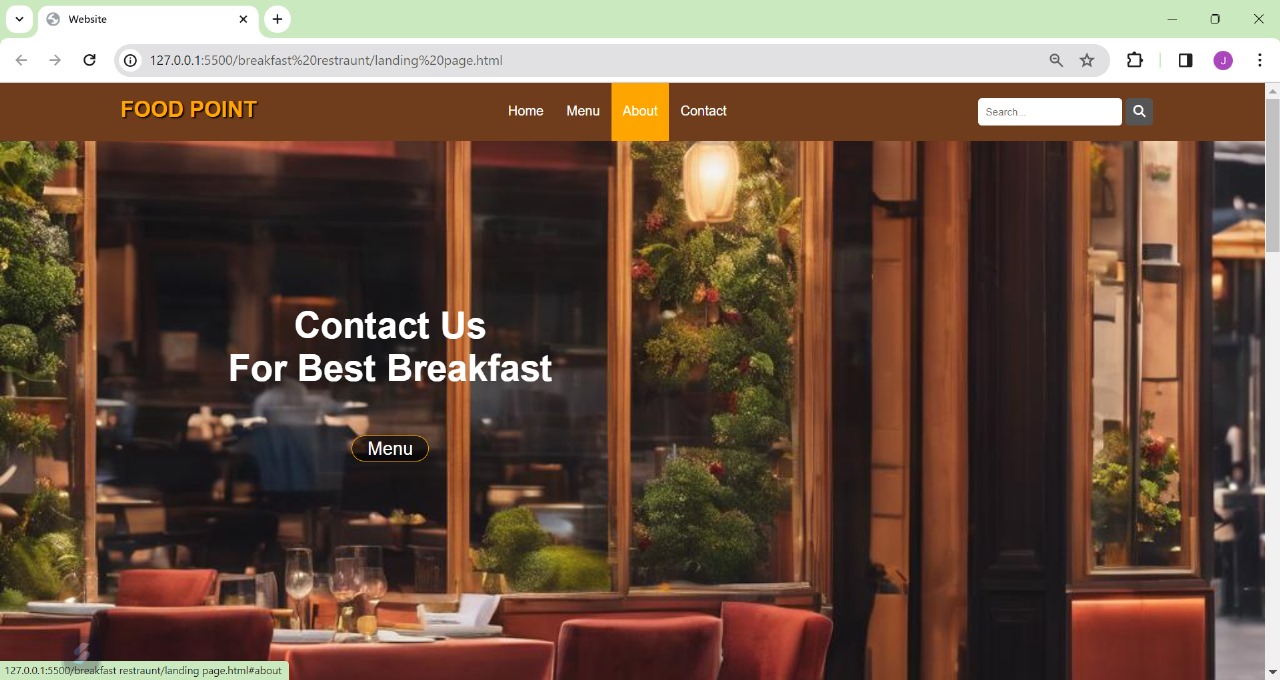 Website
127.0.0.1:5500/breakfast%20restraunt/landing%20page.html
J
FOOD POINT
Home Menu About Contact
Search...
Contact Us
For Best Breakfast
Menu
127.0.0.1:5500/breakfast restraunt/landing page.html#about